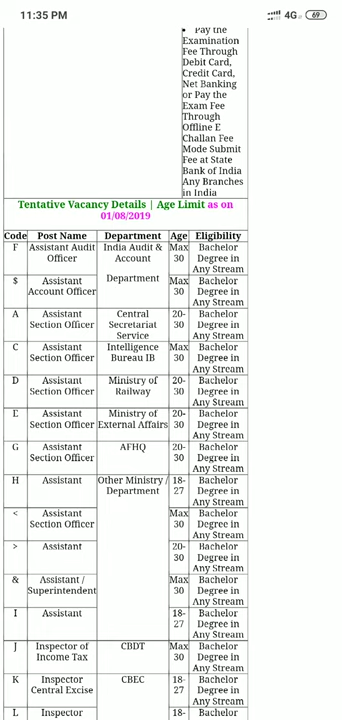 11:35 PM 4G 69
• Pay the
Examination
Fee Through
Debit Card,
Credit Card,
Net Banking
or Pay the
Exam Fee
Through
Offline E
Challan Fee
Mode Submit
Fee at State
Bank of India
Any Branches
in India
Tentative Vacancy Details | Age Limit as on
01/08/2019
Code Post Name Department Age Eligibility
F Assistant Audit India Audit & Max Bachelor
Officer Account 30 Degree in
Any Stream
Department
$ Assistant Max Bachelor
Account Officer 30 Degree in
Any Stream
A Assistant Central 20- Bachelor
Section Officer Secretariat 30 Degree in
Service Any Stream
C Assistant Intelligence Max Bachelor
Section Officer Bureau IB 30 Degree in
Any Stream
D Assistant Ministry of 20- Bachelor
Section Officer Railway 30 Degree in
Any Stream
E Assistant Ministry of 20- Bachelor
Section Officer External Affairs 30 Degree in
Any Stream
G Assistant AFHQ 20- Bachelor
Section Officer 30 Degree in
Any Stream
H Assistant Other Ministry / 18- Bachelor
Department 27 Degree in
Any Stream
< Assistant Max Bachelor
Section Officer 30 Degree in
Any Stream
> Assistant 20- Bachelor
30 Degree in
Any Stream
& Assistant / Max Bachelor
Superintendent 30 Degree in
Any Stream
I Assistant 18- Bachelor
27 Degree in
Any Stream
J Inspector of CBDT Max Bachelor
Income Tax 30 Degree in
Any Stream
K Inspector CBEC 18- Bachelor
Central Excise 27 Degree in
Any Stream
L Inspector 18- Bachelor